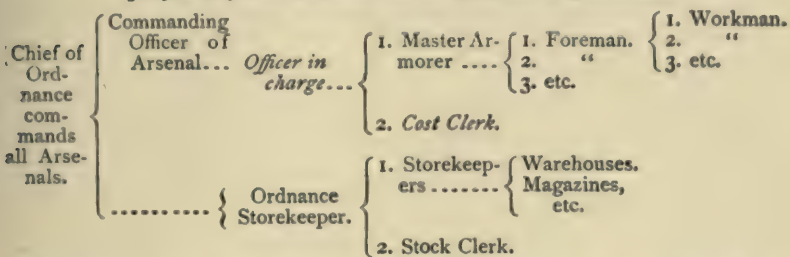 Chief of
Ord-
nance
com-
mands
all Arse-
nals.
Commanding
Officer of
Arsenal... Officer in
charge...
1. Master Ar-
morer ....
1. Foreman.
2. “
3. etc.
1. Workman.
2. “
3. etc.
2. Cost Clerk.
.......... Ordnance
Storekeeper.
1. Storekeep-
ers .......
Warehouses.
Magazines,
etc.
2. Stock Clerk.